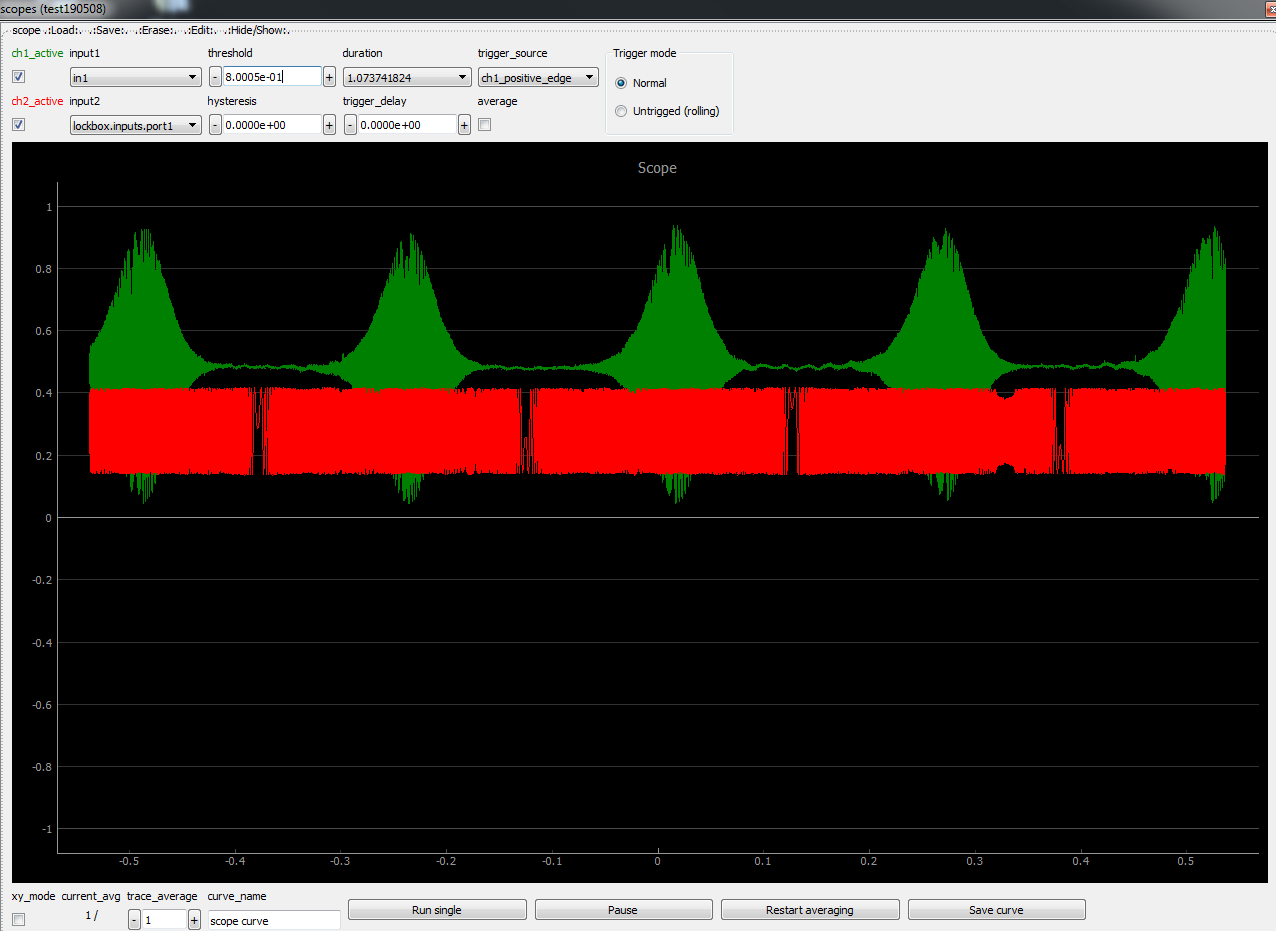 scopes (test190508)
scope .:Load:. .:Save:. .:Erase:. .:Edit:. .:Hide/Show:.
ch1_active input1 threshold duration trigger_source Trigger mode
in1 - 8.0005e-01 + 1.073741824 ch1_positive_edge Normal
ch2_active input2 hysteresis trigger_delay average
lockbox.inputs.port1 - 0.0000e+00 + - 0.0000e+00 + Untrigged (rolling)
Scope
1
0.8
0.6
0.4
0.2
0
-0.2
-0.4
-0.6
-0.8
-1
-0.5 -0.4 -0.3 -0.2 -0.1 0 0.1 0.2 0.3 0.4 0.5
xy_mode current_avg trace_average curve_name
1 / - 1 + scope curve Run single Pause Restart averaging Save curve